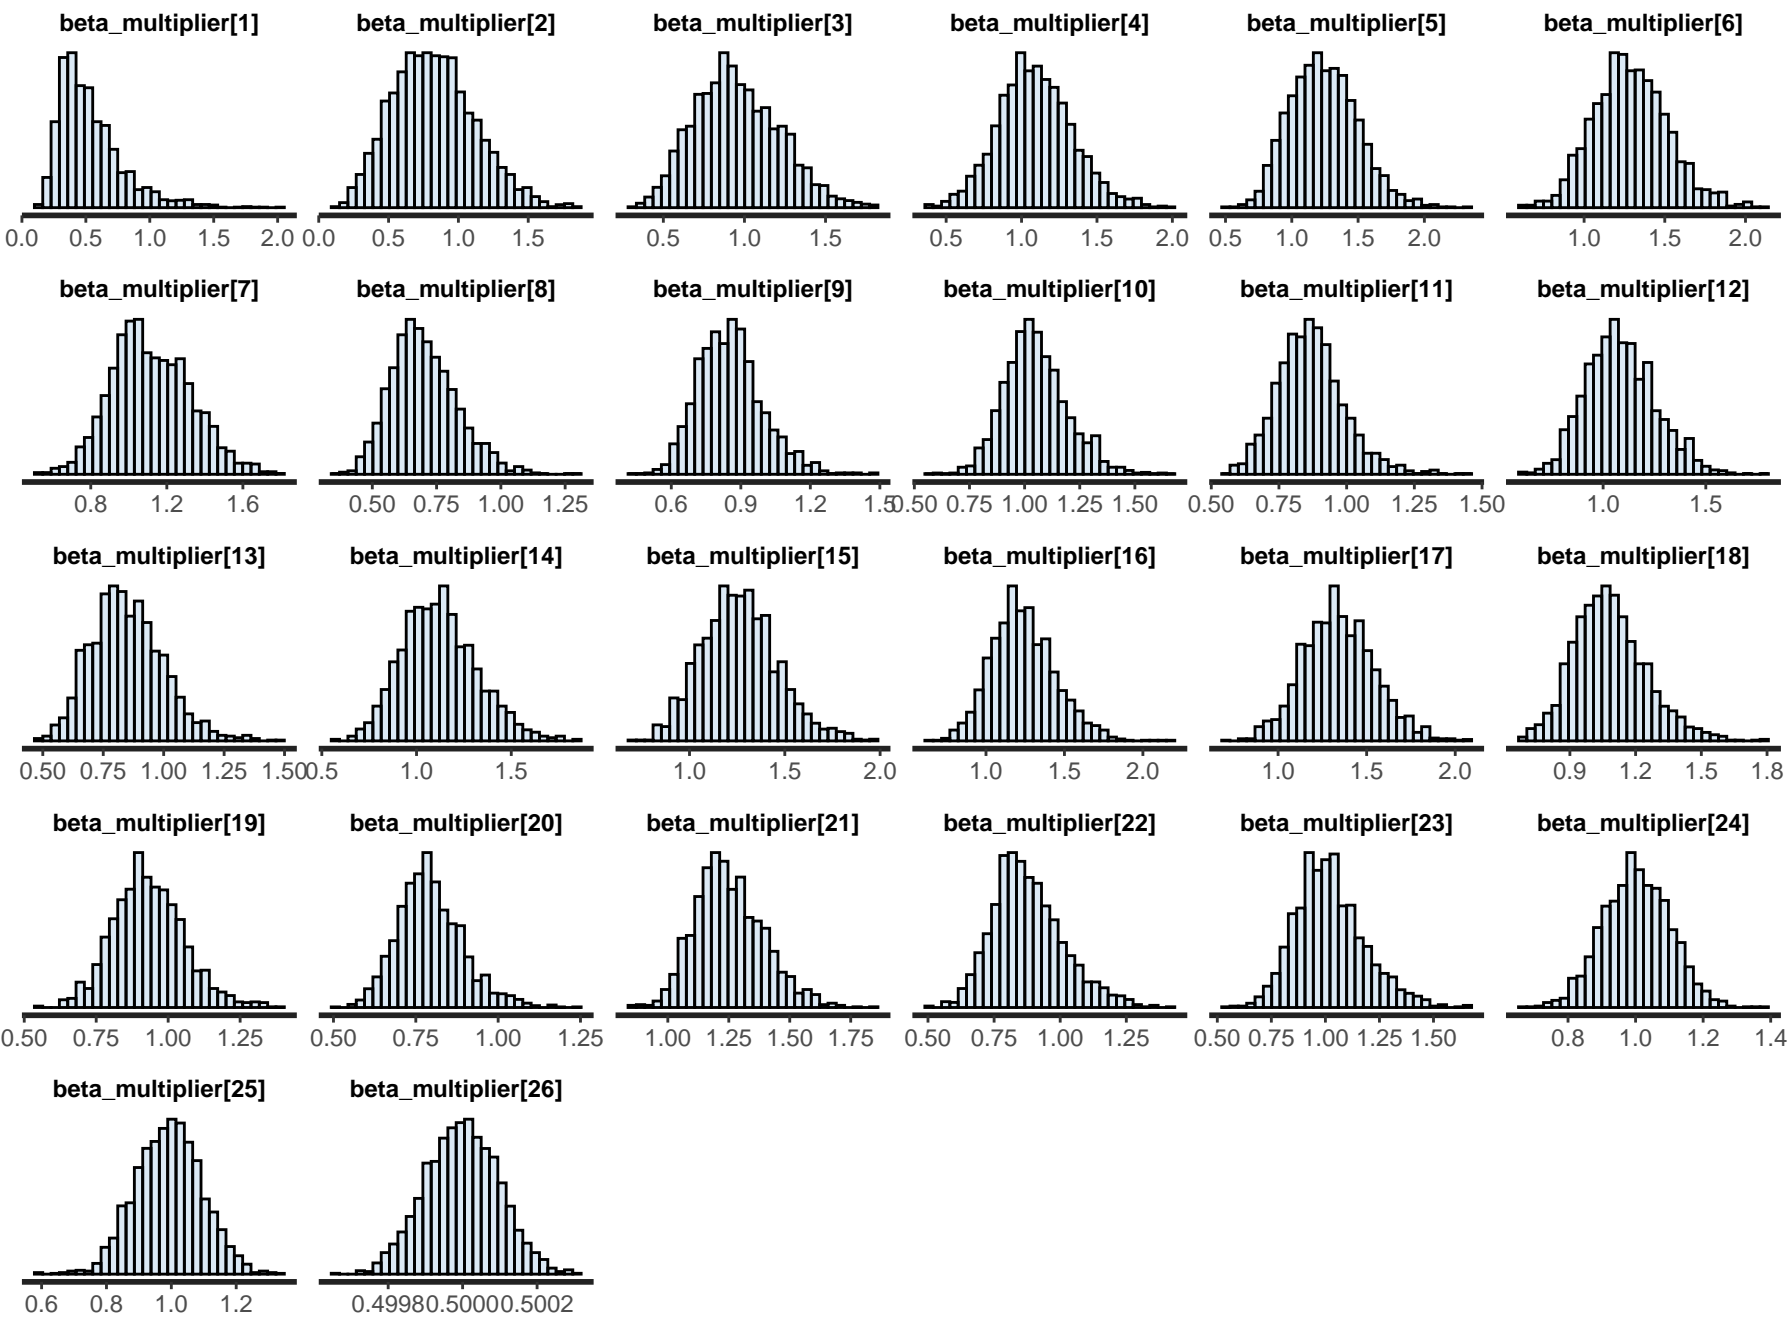 beta_multiplier[1] beta_multiplier[2] beta_multiplier[3] beta_multiplier[4] beta_multiplier[5] beta_multiplier[6]
0.0 0.5 1.0 1.5 2.0 0.0 0.5 1.0 1.5 0.5 1.0 1.5 0.5 1.0 1.5 2.0 0.5 1.0 1.5 2.0 1.0 1.5 2.0
beta_multiplier[7] beta_multiplier[8] beta_multiplier[9] beta_multiplier[10] beta_multiplier[11] beta_multiplier[12]
0.8 1.2 1.6 0.50 0.75 1.00 1.25 0.6 0.9 1.2 1.5 0.50 0.75 1.00 1.25 1.50 0.50 0.75 1.00 1.25 1.50 1.0 1.5
beta_multiplier[13] beta_multiplier[14] beta_multiplier[15] beta_multiplier[16] beta_multiplier[17] beta_multiplier[18]
0.50 0.75 1.00 1.25 1.50 0.5 1.0 1.5 1.0 1.5 2.0 1.0 1.5 2.0 1.0 1.5 2.0 0.9 1.2 1.5 1.8
beta_multiplier[19] beta_multiplier[20] beta_multiplier[21] beta_multiplier[22] beta_multiplier[23] beta_multiplier[24]
0.50 0.75 1.00 1.25 0.50 0.75 1.00 1.25 1.00 1.25 1.50 1.75 0.50 0.75 1.00 1.25 0.50 0.75 1.00 1.25 1.50 0.8 1.0 1.2 1.4
beta_multiplier[25] beta_multiplier[26]
0.6 0.8 1.0 1.2 0.4998 0.5000 0.5002